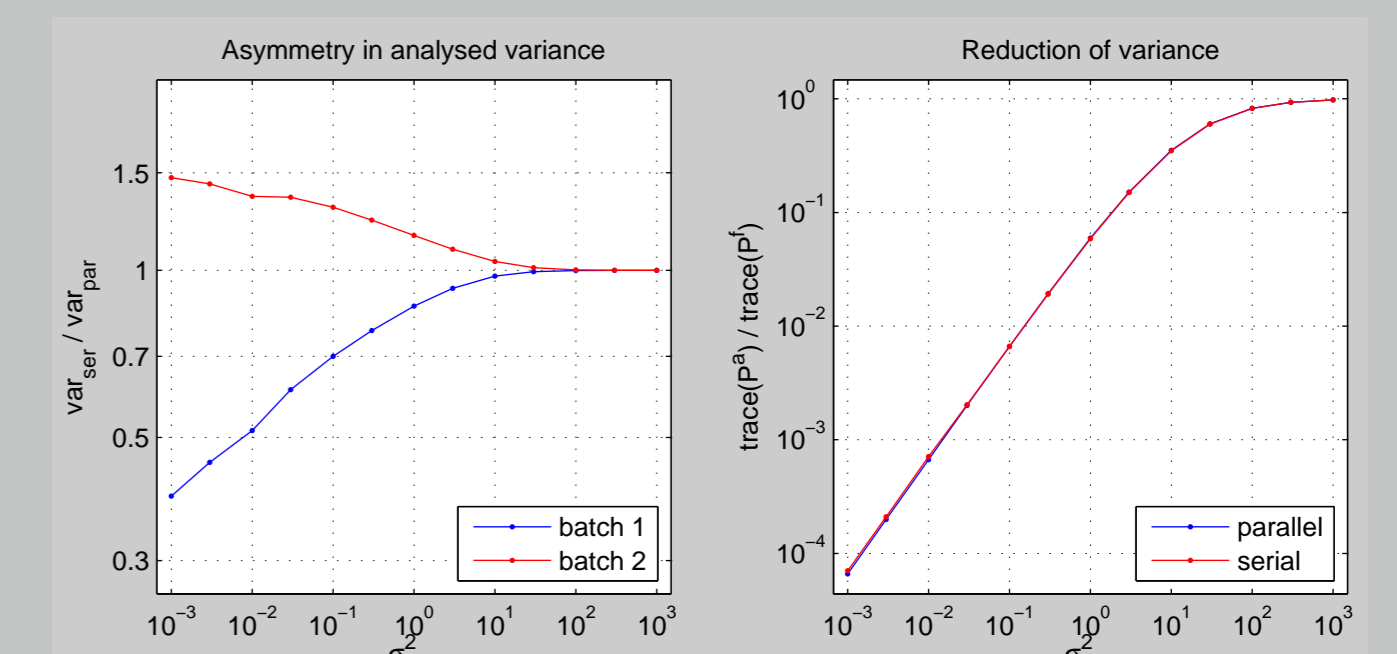 Asymmetry in analysed variance
1.5
1
0.7
0.5
0.3
var_ser / var_par
10^−3 10^−2 10^−1 10^0 10^1 10^2 10^3
σ^2
batch 1
batch 2
Reduction of variance
10^0
10^−1
10^−2
10^−3
10^−4
trace(P^a) / trace(P^f)
10^−3 10^−2 10^−1 10^0 10^1 10^2 10^3
σ^2
parallel
serial